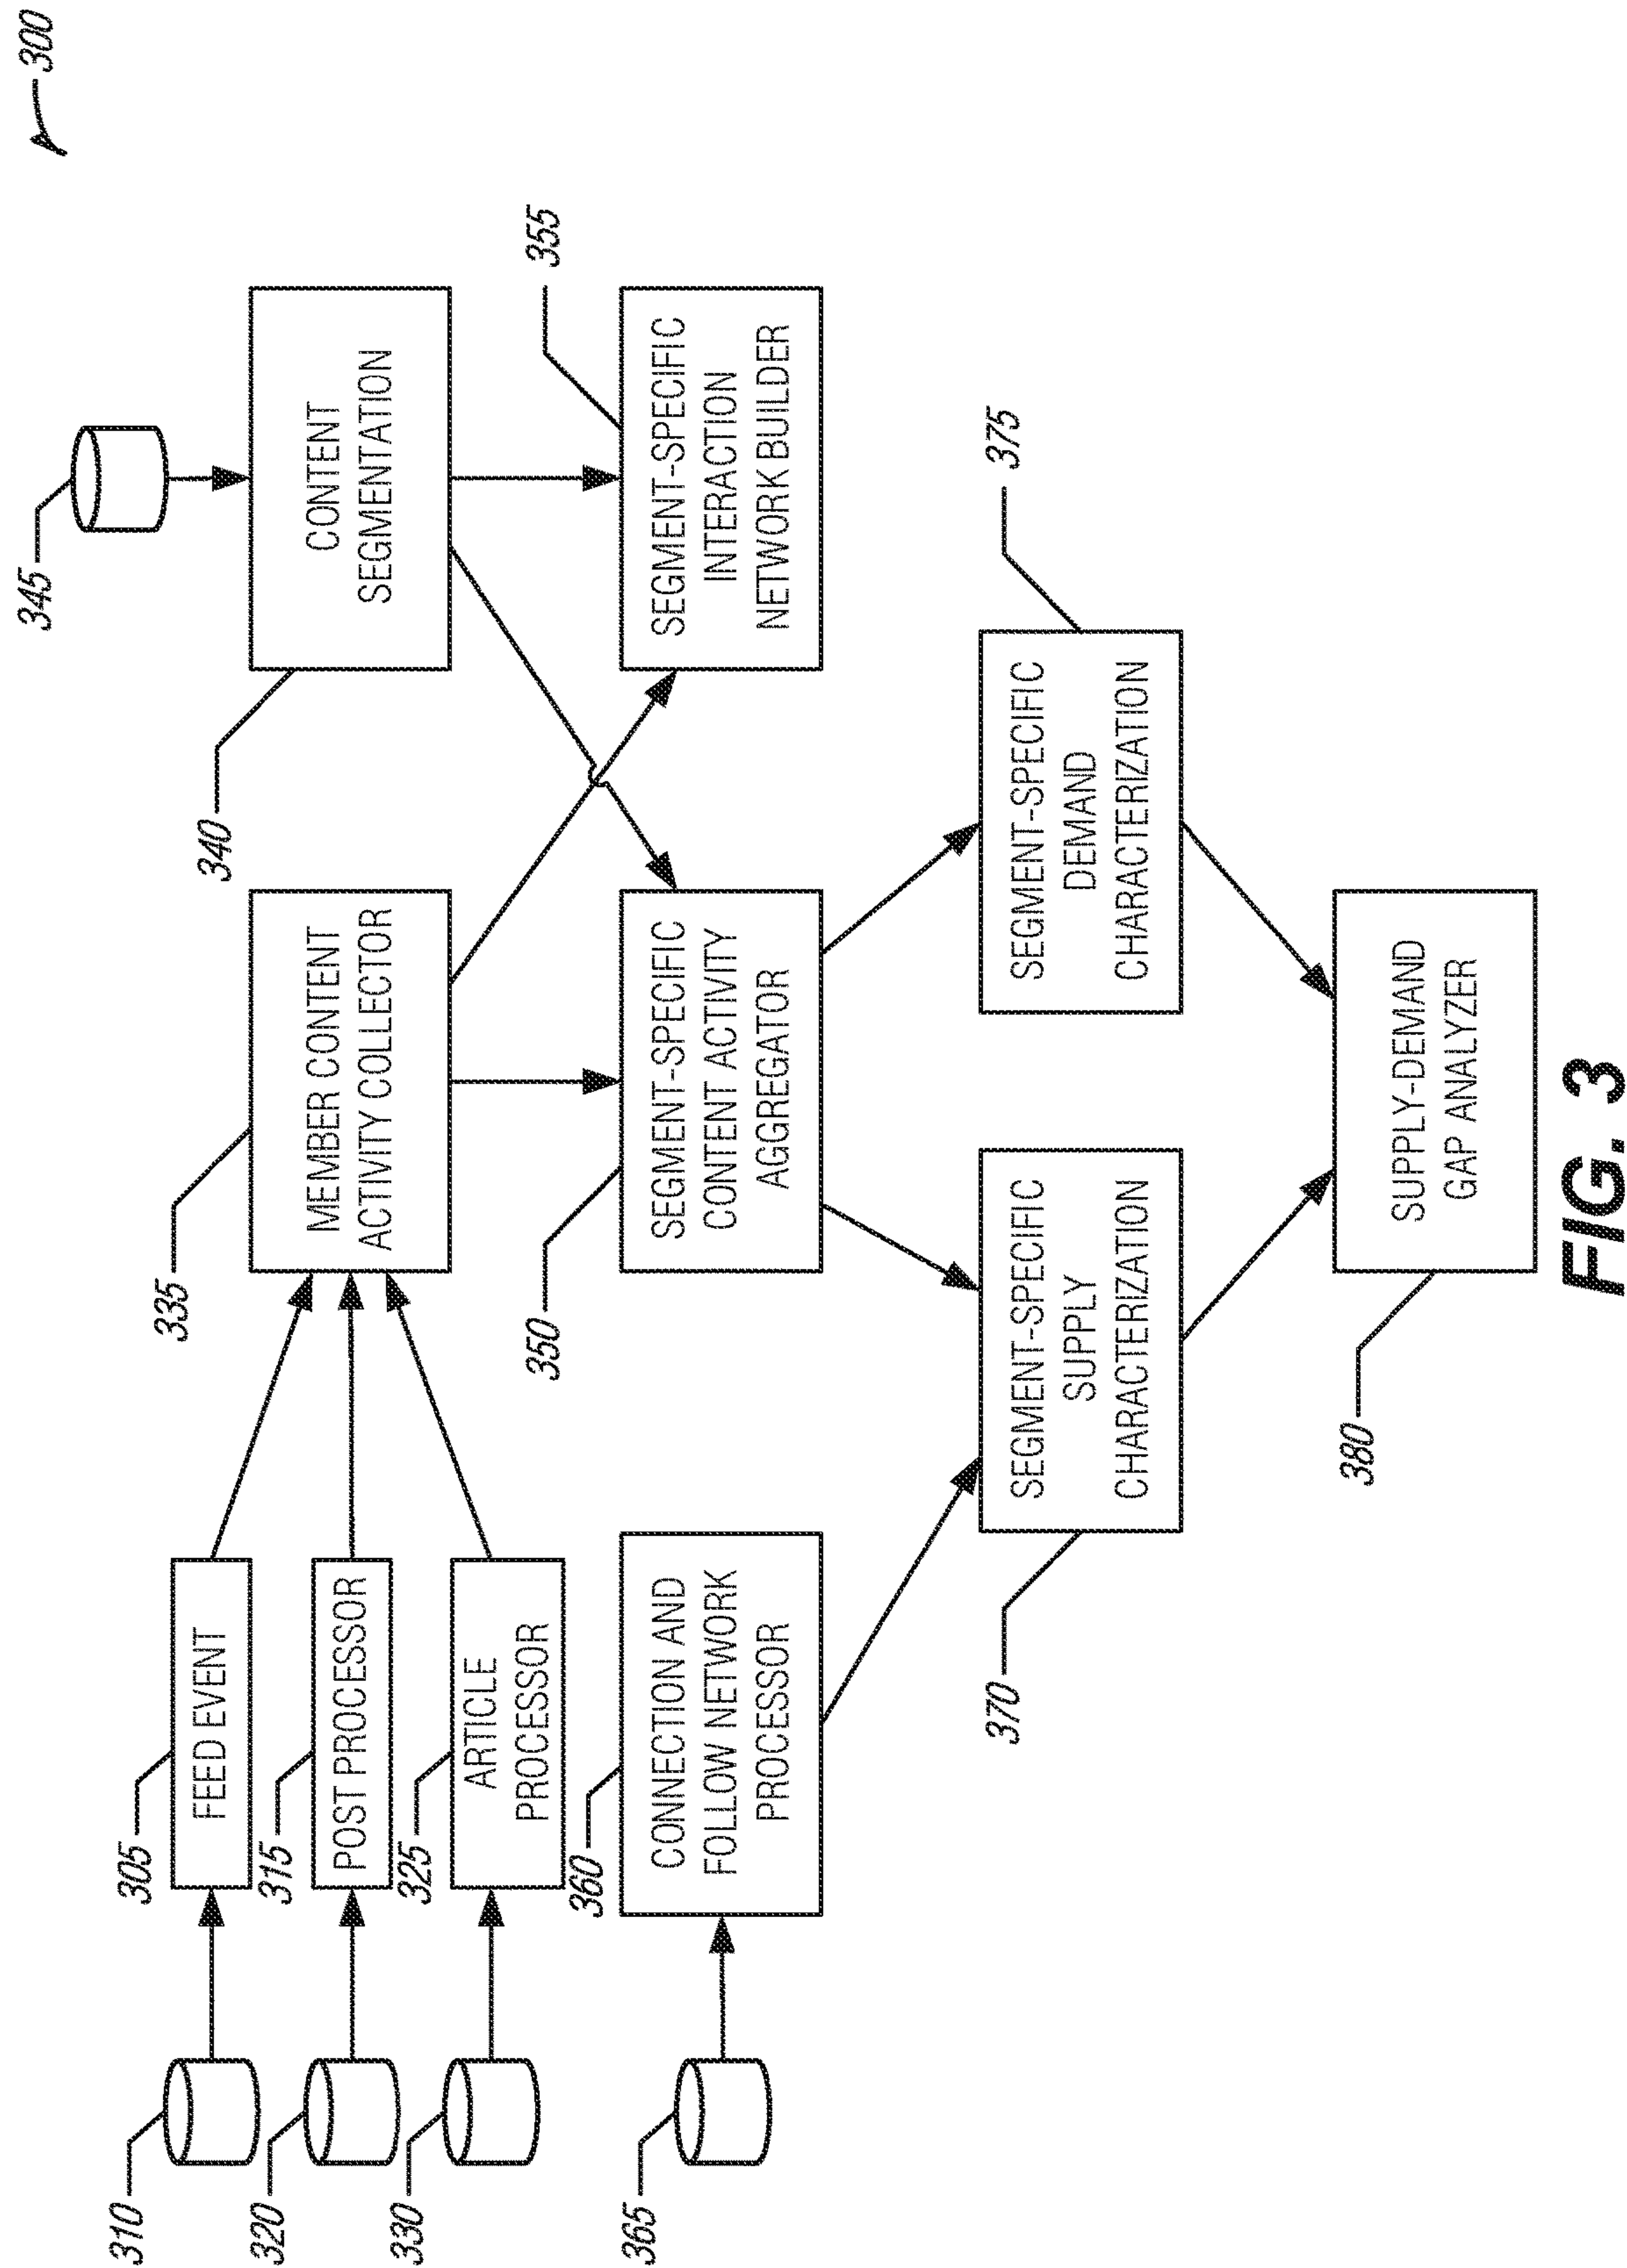 300
345
310
305
FEED EVENT
335
MEMBER CONTENT
ACTIVITY COLLECTOR
340
CONTENT
SEGMENTATION
320
315
POST PROCESSOR
330
325
ARTICLE
PROCESSOR
365
360
CONNECTION AND
FOLLOW NETWORK
PROCESSOR
350
SEGMENT-SPECIFIC
CONTENT ACTIVITY
AGGREGATOR
355
SEGMENT-SPECIFIC
INTERACTION
NETWORK BUILDER
370
SEGMENT-SPECIFIC
SUPPLY
CHARACTERIZATION
375
SEGMENT-SPECIFIC
DEMAND
CHARACTERIZATION
380
SUPPLY-DEMAND
GAP ANALYZER
FIG. 3